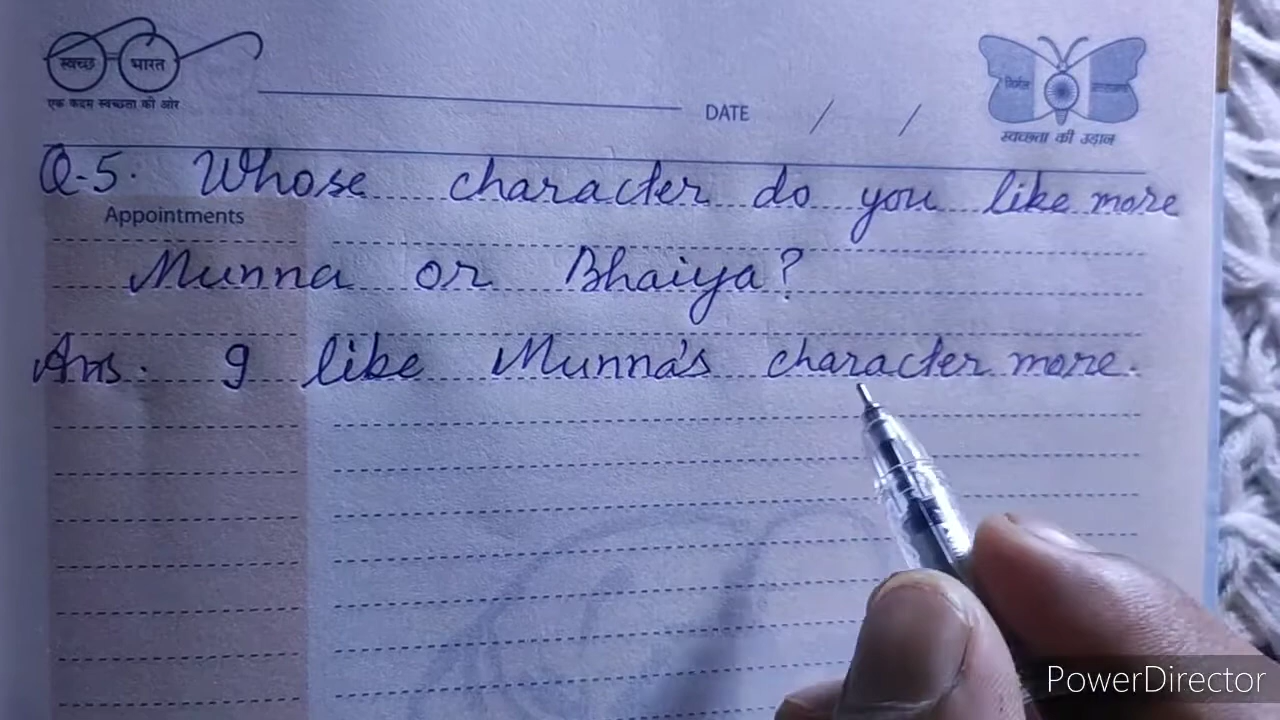 स्वच्छ भारत
एक कदम स्वच्छता की ओर
DATE / /
स्वच्छता की उड़ान
Q.5. Whose character do you like more
Appointments
Munna or Bhaiya?
Ans. I like Munna's character more.
PowerDirector